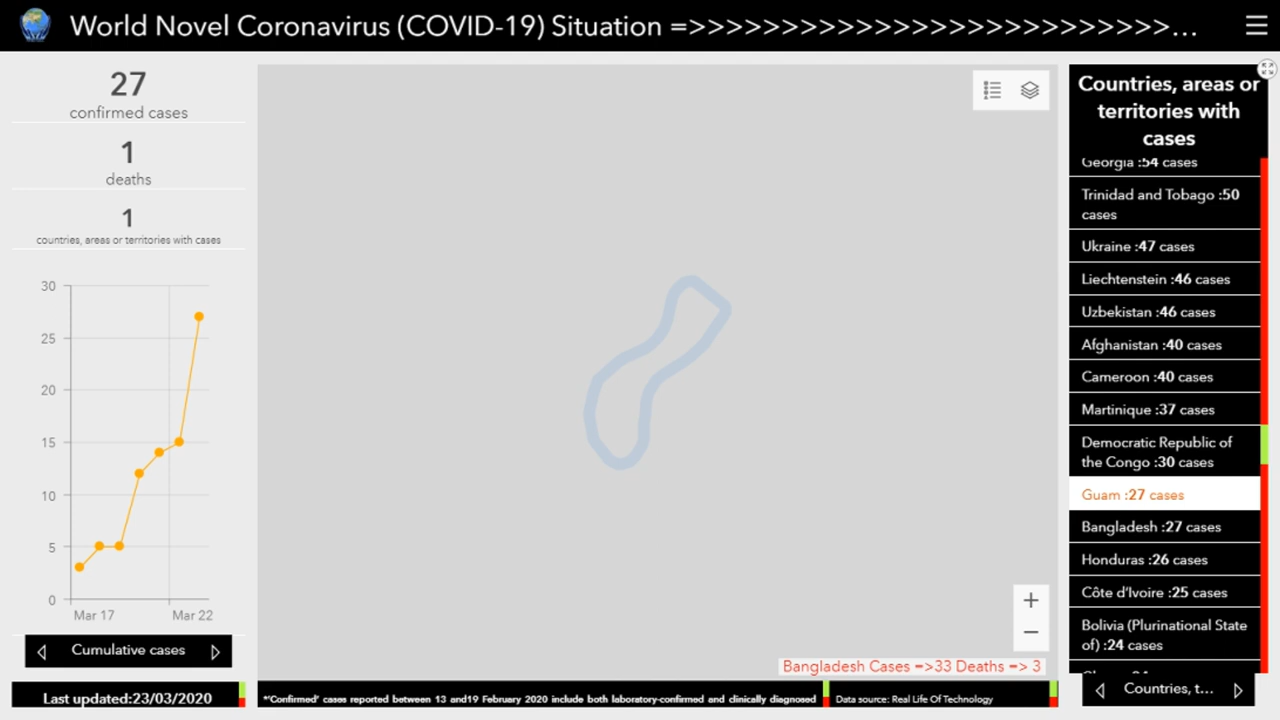 World Novel Coronavirus (COVID-19) Situation =>>>>>>>>>>>>>>>>>>>>>>>>>>...
27
confirmed cases
1
deaths
1
countries, areas or territories with cases
30
25
20
15
10
5
0
Mar 17
Mar 22
Cumulative cases
Last updated:23/03/2020
Bangladesh Cases =>33 Deaths => 3
*'Confirmed' cases reported between 13 and19 February 2020 include both laboratory-confirmed and clinically diagnosed
Data source: Real Life Of Technology
Countries, areas or
territories with
cases
Georgia :54 cases
Trinidad and Tobago :50
cases
Ukraine :47 cases
Liechtenstein :46 cases
Uzbekistan :46 cases
Afghanistan :40 cases
Cameroon :40 cases
Martinique :37 cases
Democratic Republic of
the Congo :30 cases
Guam :27 cases
Bangladesh :27 cases
Honduras :26 cases
Côte d'Ivoire :25 cases
Bolivia (Plurinational State
of) :24 cases
Countries, t...